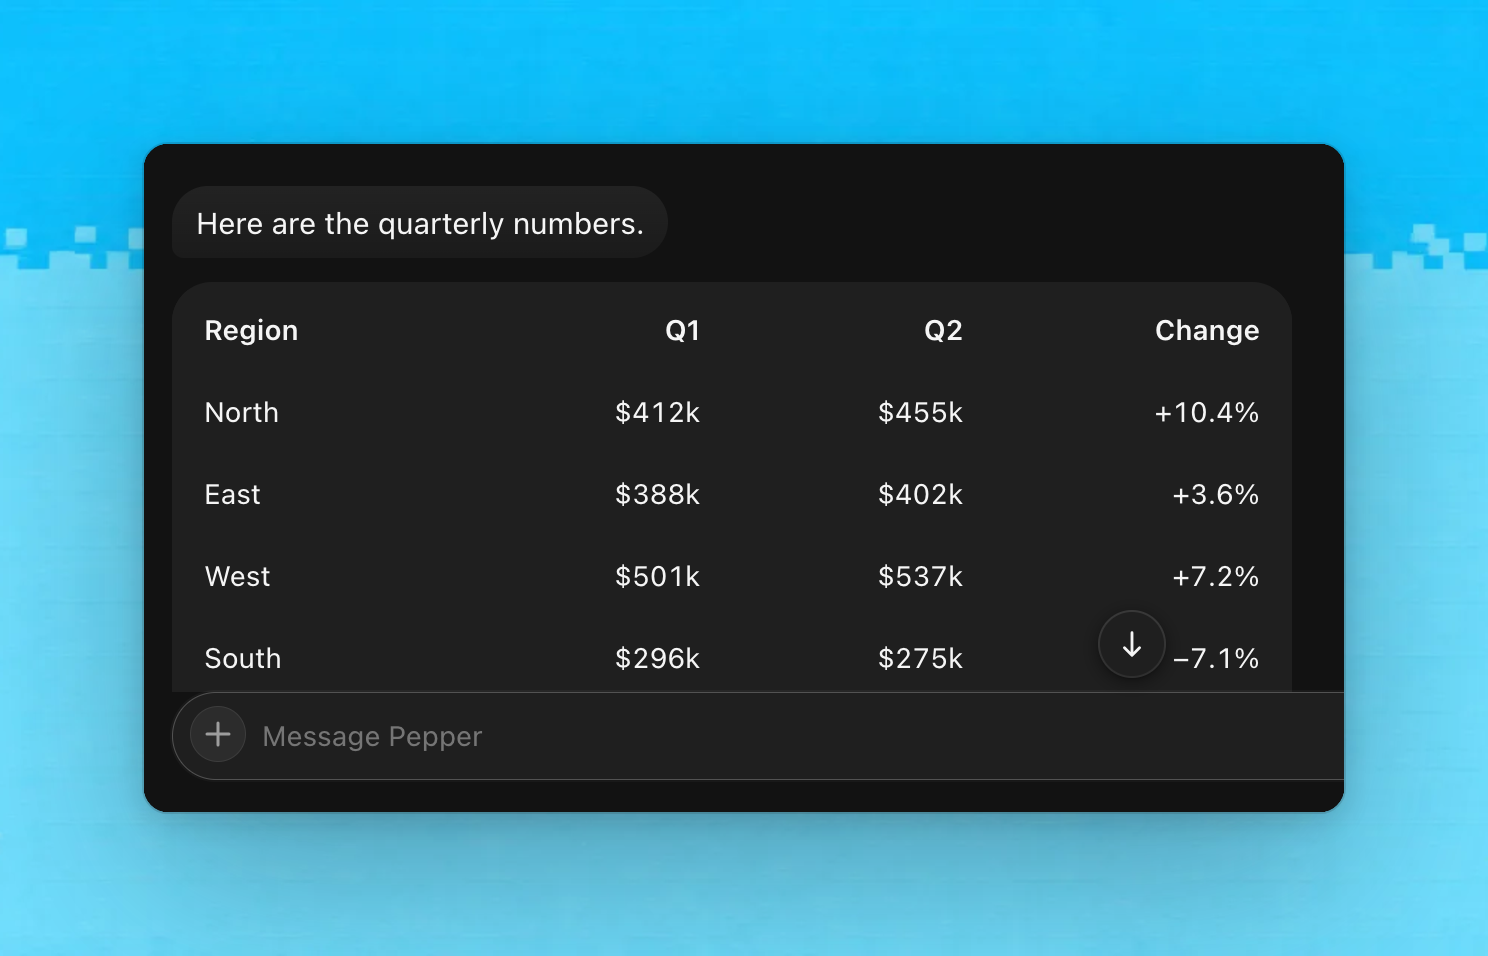 Here are the quarterly numbers.
Region Q1 Q2 Change
North $412k $455k +10.4%
East $388k $402k +3.6%
West $501k $537k +7.2%
South $296k $275k −7.1%
Message Pepper